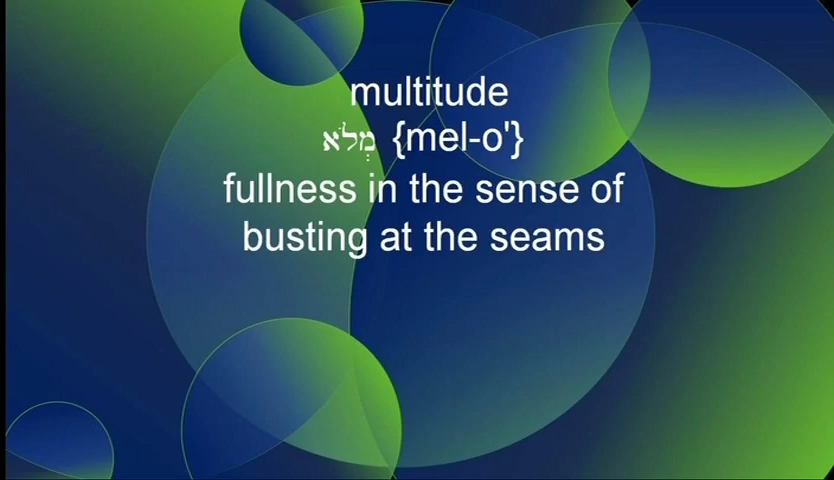 multitude
מְלֹא {mel-o'}
fullness in the sense of
busting at the seams